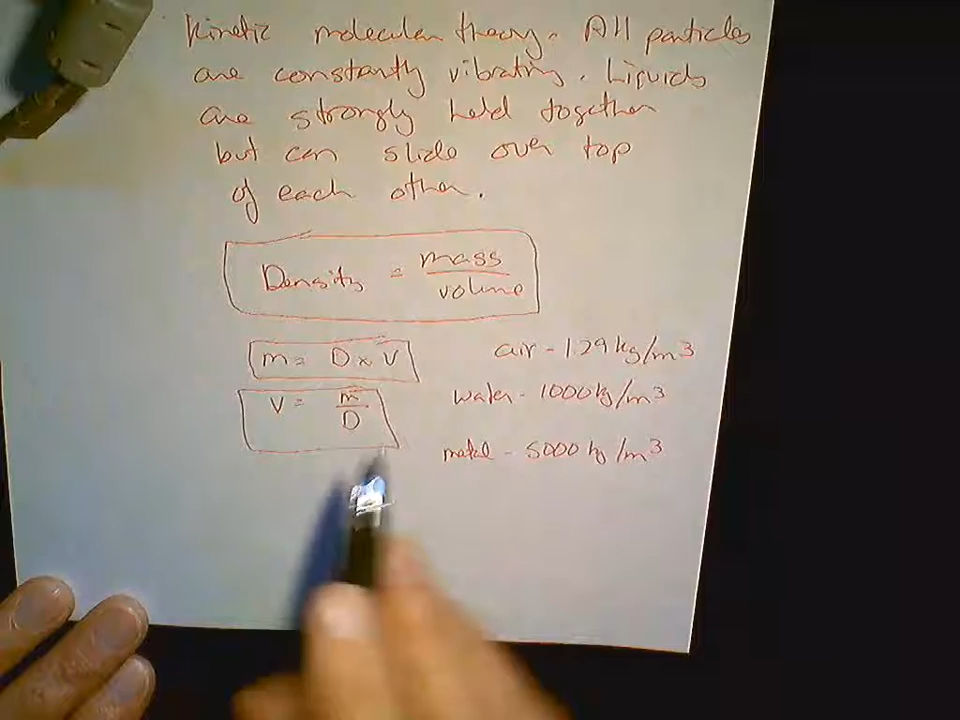 Kinetic molecular theory. All particles
are constantly vibrating. Liquids
are strongly held together
but can slide over top
of each other.
Density = mass/volume
m = D x V
V = m/D
air - 1.29 kg/m3
water - 1000 kg/m3
metal - 5000 kg/m3